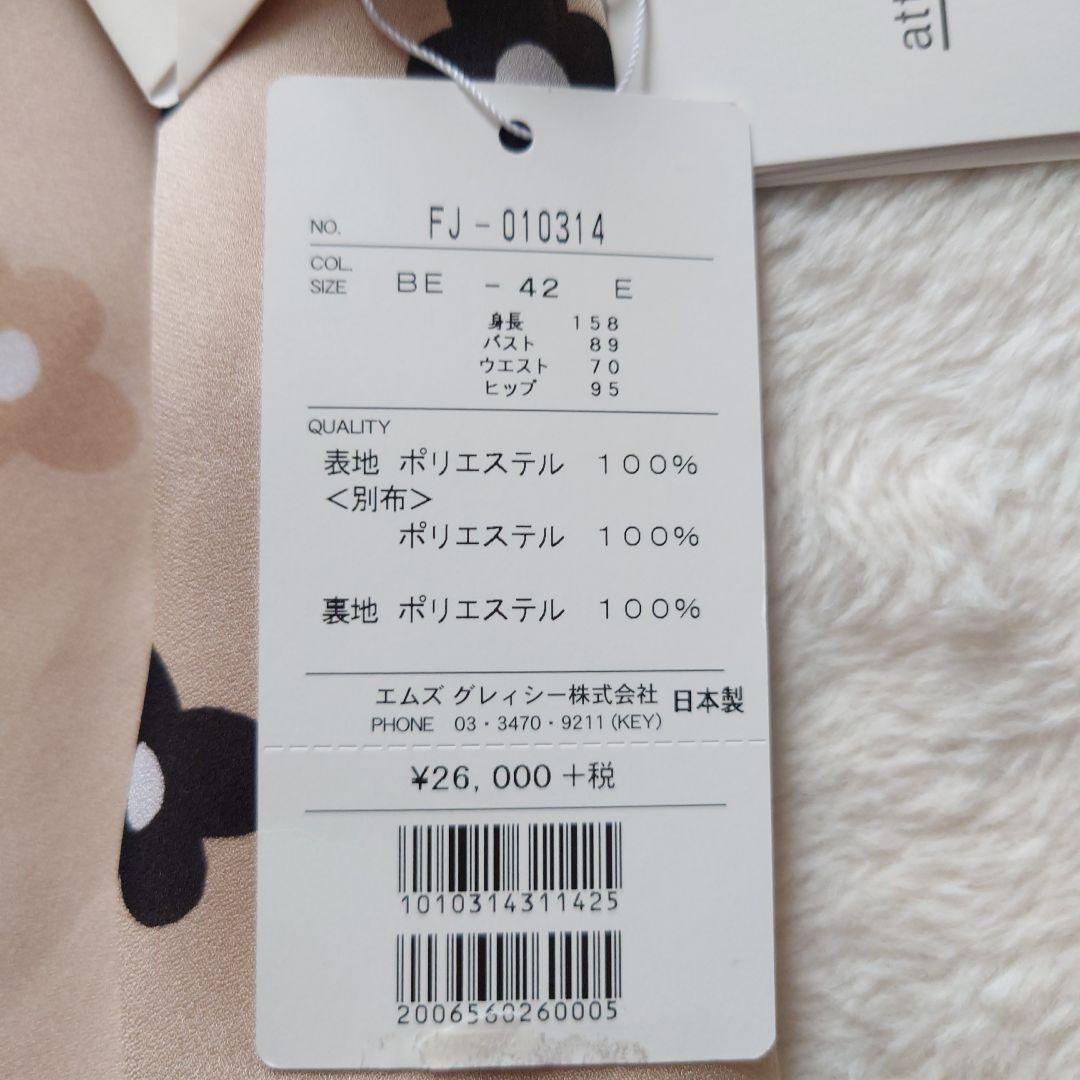 att
NO. FJ-010314
COL.
SIZE BE -42 E
身長 158
バスト 89
ウエスト 70
ヒップ 95
QUALITY
表地 ポリエステル 100%
<別布>
ポリエステル 100%
裏地 ポリエステル 100%
エムズ グレィシー株式会社 日本製
PHONE 03・3470・9211(KEY)
¥26,000+税
1010314311425
2006560260005